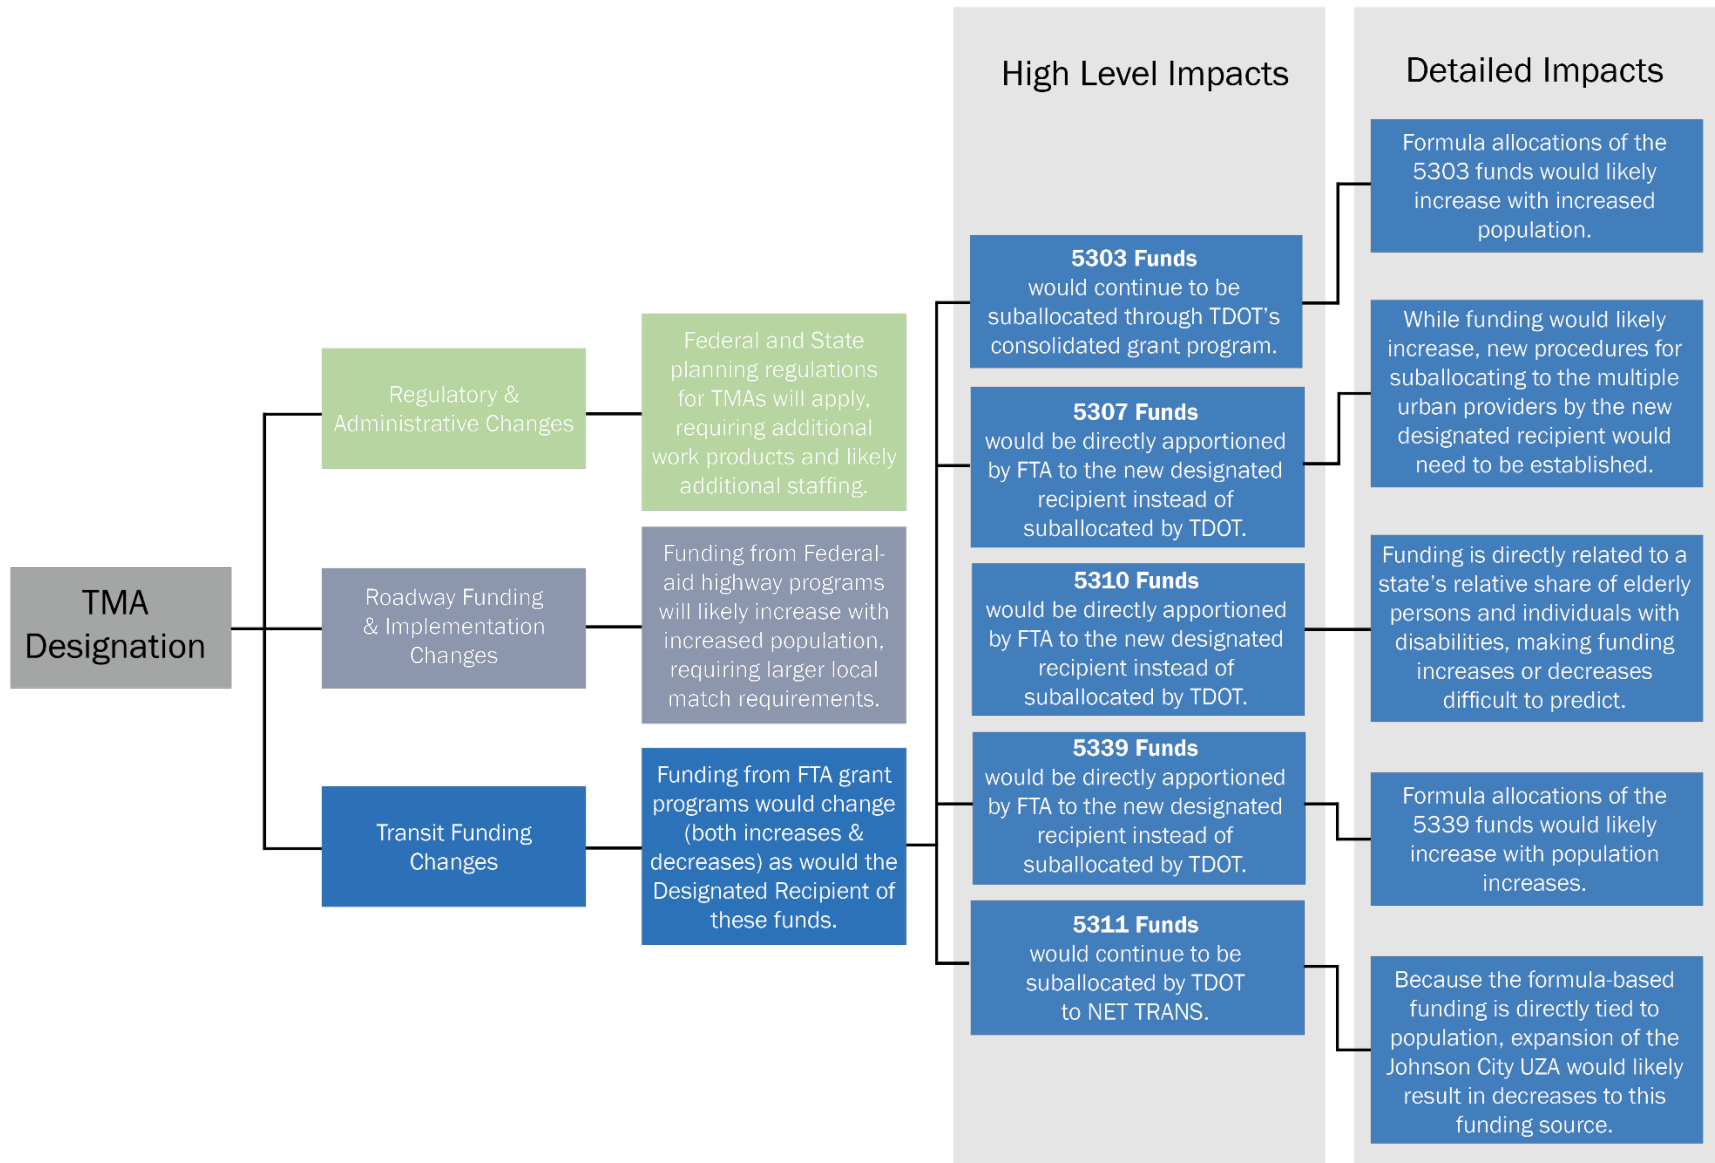 TMA
Designation
Regulatory &
Administrative Changes
Federal and State
planning regulations
for TMAs will apply,
requiring additional
work products and likely
additional staffing.
Roadway Funding
& Implementation
Changes
Funding from Federal-
aid highway programs
will likely increase with
increased population,
requiring larger local
match requirements.
Transit Funding
Changes
Funding from FTA grant
programs would change
(both increases &
decreases) as would the
Designated Recipient of
these funds.
High Level Impacts
5303 Funds
would continue to be
suballocated through TDOT’s
consolidated grant program.
5307 Funds
would be directly apportioned
by FTA to the new designated
recipient instead of
suballocated by TDOT.
5310 Funds
would be directly apportioned
by FTA to the new designated
recipient instead of
suballocated by TDOT.
5339 Funds
would be directly apportioned
by FTA to the new designated
recipient instead of
suballocated by TDOT.
5311 Funds
would continue to be
suballocated by TDOT
to NET TRANS.
Detailed Impacts
Formula allocations of the
5303 funds would likely
increase with increased
population.
While funding would likely
increase, new procedures for
suballocating to the multiple
urban providers by the new
designated recipient would
need to be established.
Funding is directly related to a
state’s relative share of elderly
persons and individuals with
disabilities, making funding
increases or decreases
difficult to predict.
Formula allocations of the
5339 funds would likely
increase with population
increases.
Because the formula-based
funding is directly tied to
population, expansion of the
Johnson City UZA would likely
result in decreases to this
funding source.